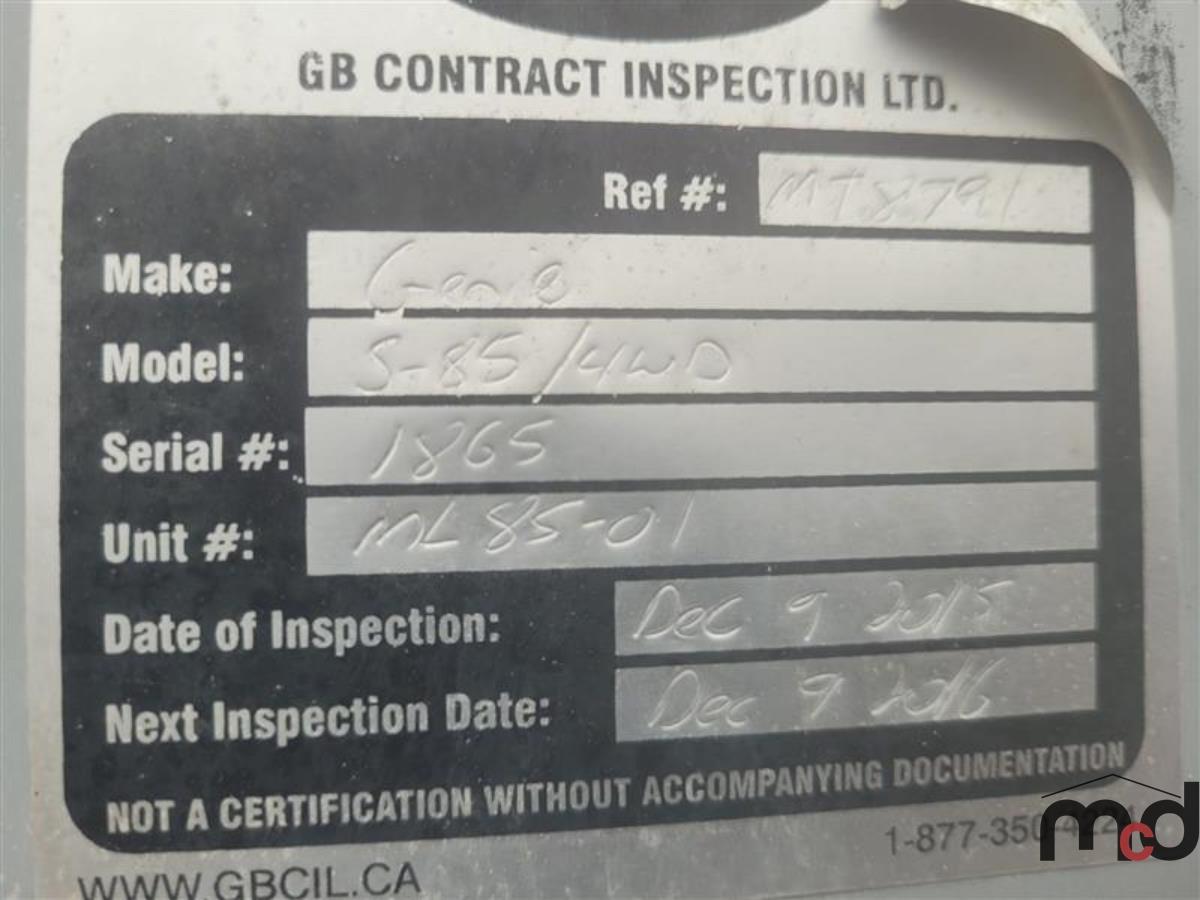 GB CONTRACT INSPECTION LTD.
Ref #: MT8791
Make: Genie
Model: S-85/4WD
Serial #: 1865
Unit #: ML85-01
Date of Inspection: Dec 9 2015
Next Inspection Date: Dec 9 2016
NOT A CERTIFICATION WITHOUT ACCOMPANYING DOCUMENTATION
1-877-350-4221
WWW.GBCIL.CA
mcd